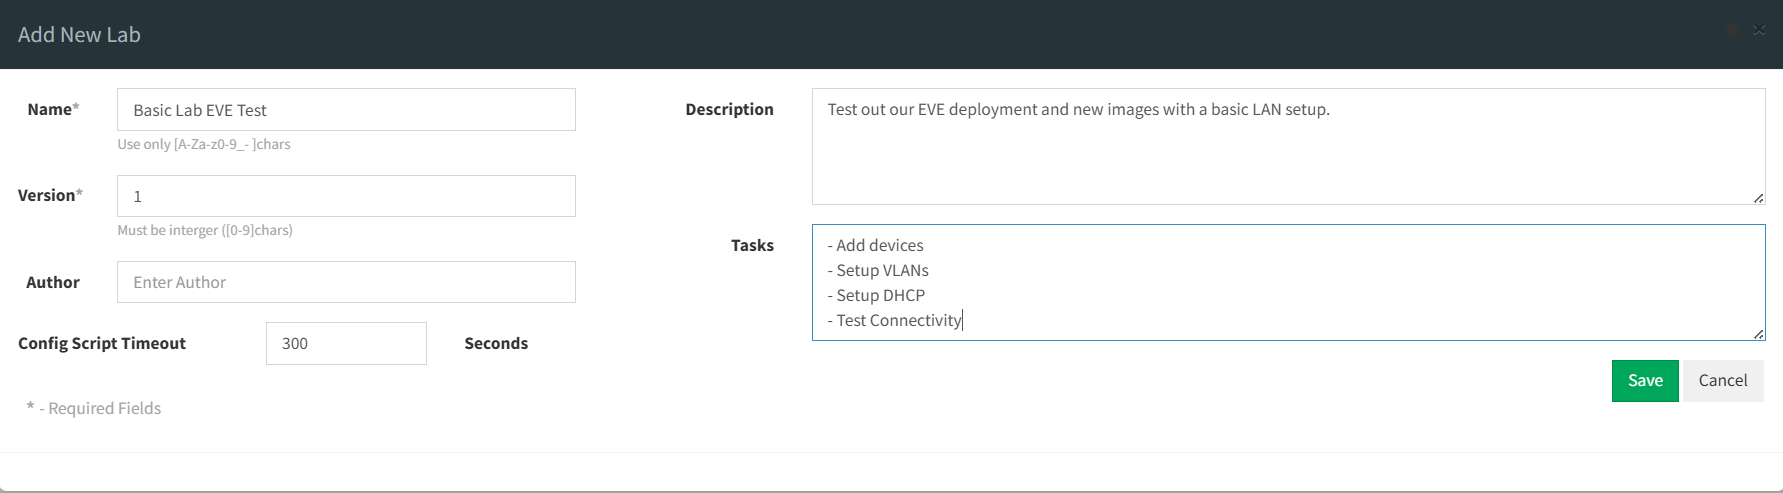 Add New Lab
Name*
Basic Lab EVE Test
Use only [A-Za-z0-9_- ]chars
Version*
1
Must be interger ([0-9]chars)
Author
Enter Author
Config Script Timeout
300
Seconds
* - Required Fields
Description
Test out our EVE deployment and new images with a basic LAN setup.
Tasks
- Add devices
- Setup VLANs
- Setup DHCP
- Test Connectivity
Save
Cancel